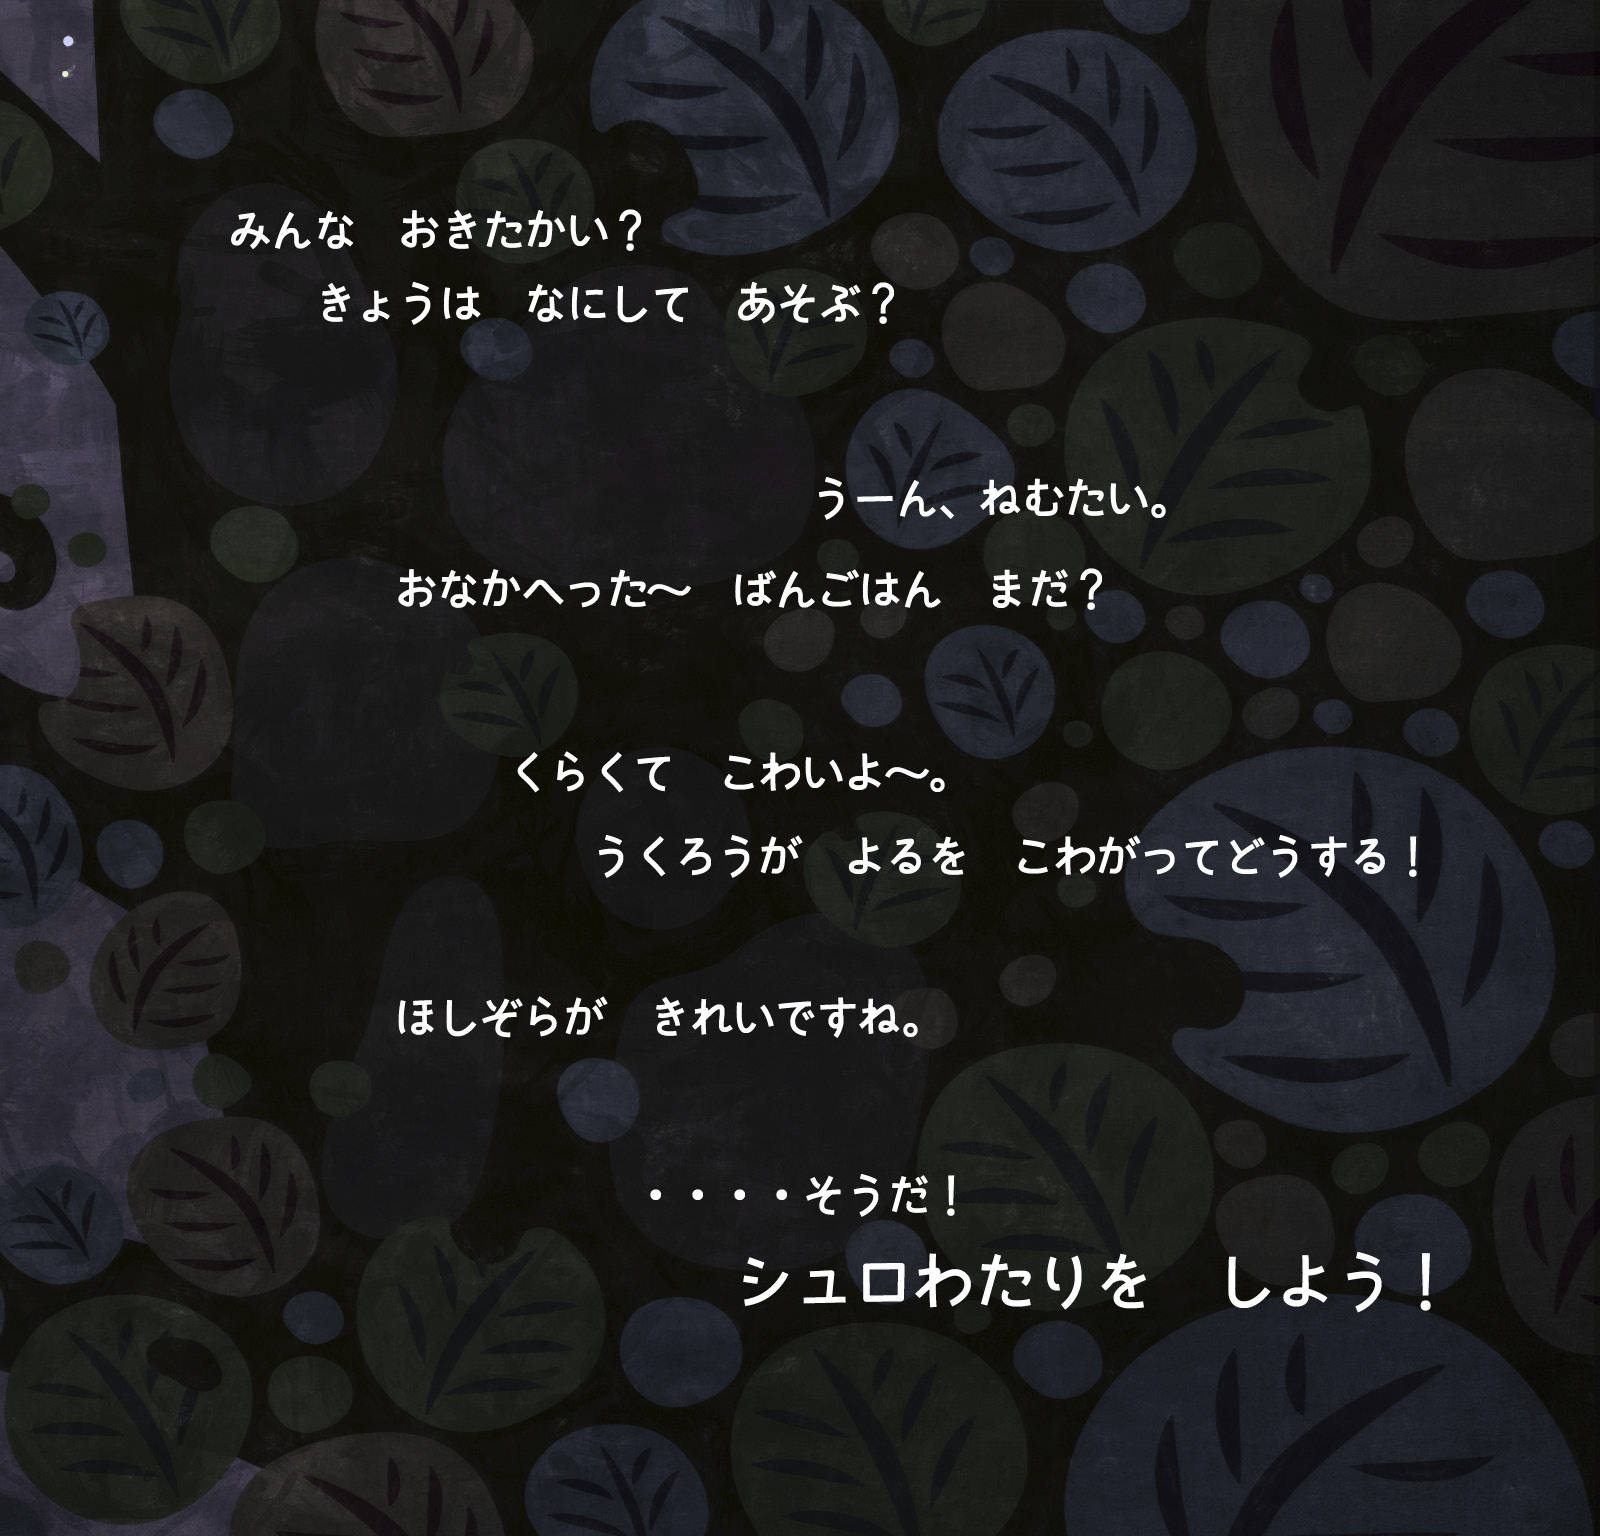 みんな　おきたかい？
きょうは　なにして　あそぶ？
うーん、ねむたい。
おなかへった〜　ばんごはん　まだ？
くらくて　こわいよ〜。
うくろうが　よるを　こわがってどうする！
ほしぞらが　きれいですね。
・・・・そうだ！
シュロわたりを　しよう！